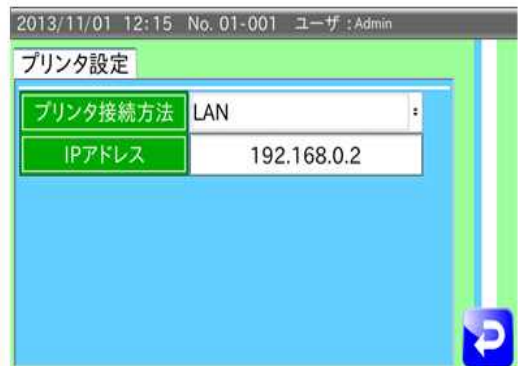 2013/11/01 12:15 No. 01-001 ユーザ : Admin
プリンタ設定
プリンタ接続方法 LAN
IPアドレス 192.168.0.2